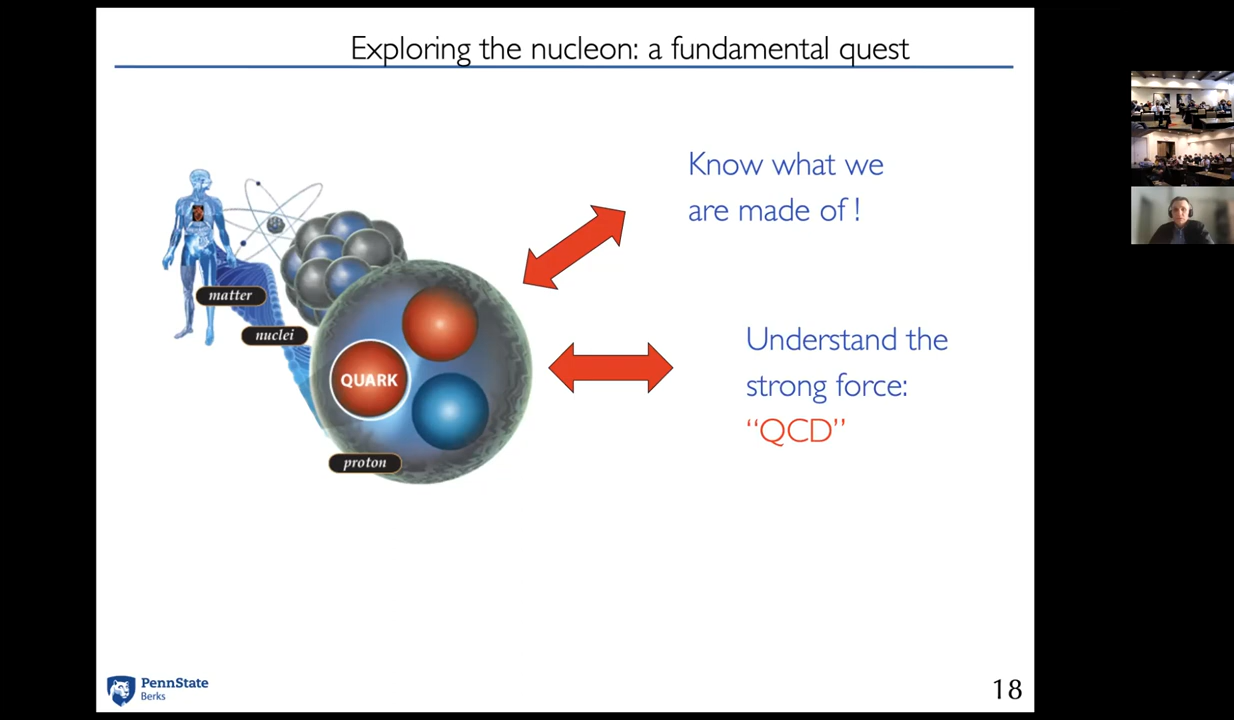 Exploring the nucleon: a fundamental quest
Know what we
are made of !
matter
nuclei
QUARK
proton
Understand the
strong force:
“QCD”
PennState
Berks
18